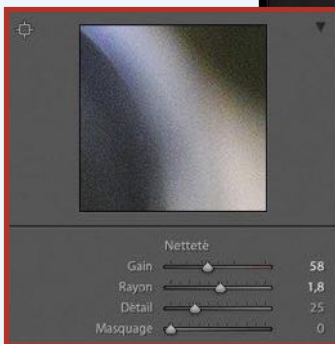 Netteté
Gain 58
Rayon 1,8
Détail 25
Masquage 0